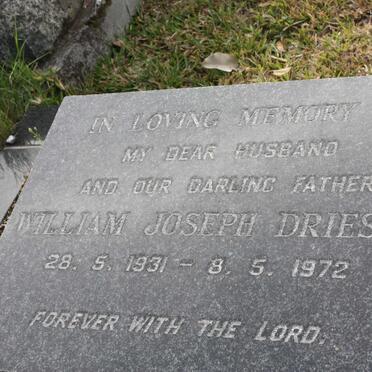 IN LOVING MEMORY
MY DEAR HUSBAND
AND OUR DARLING FATHER
WILLIAM JOSEPH DRIES
28. 5. 1931 – 8. 5. 1972
FOREVER WITH THE LORD.